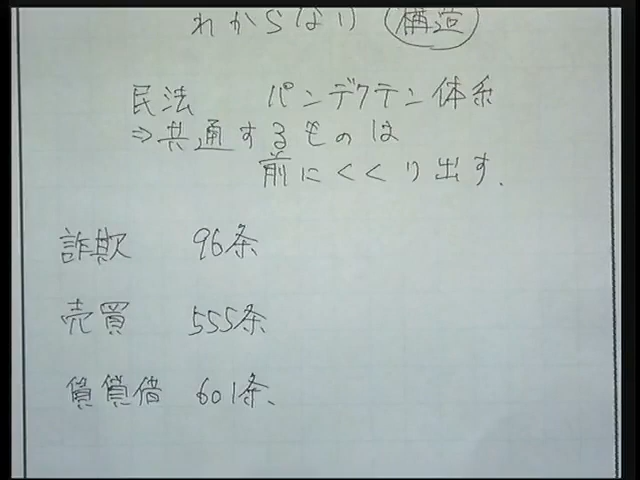 れからなり 構造
民法 パンデクテン体系
⇒共通するものは
前にくくり出す.
詐欺 96条
売買 555条
賃貸借 601条、